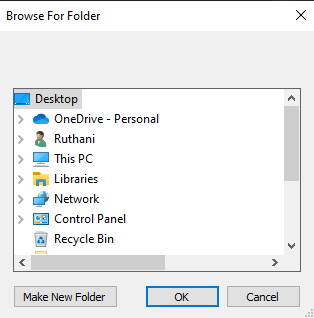 Browse For Folder
Desktop
OneDrive - Personal
Ruthani
This PC
Libraries
Network
Control Panel
Recycle Bin
Make New Folder
OK
Cancel